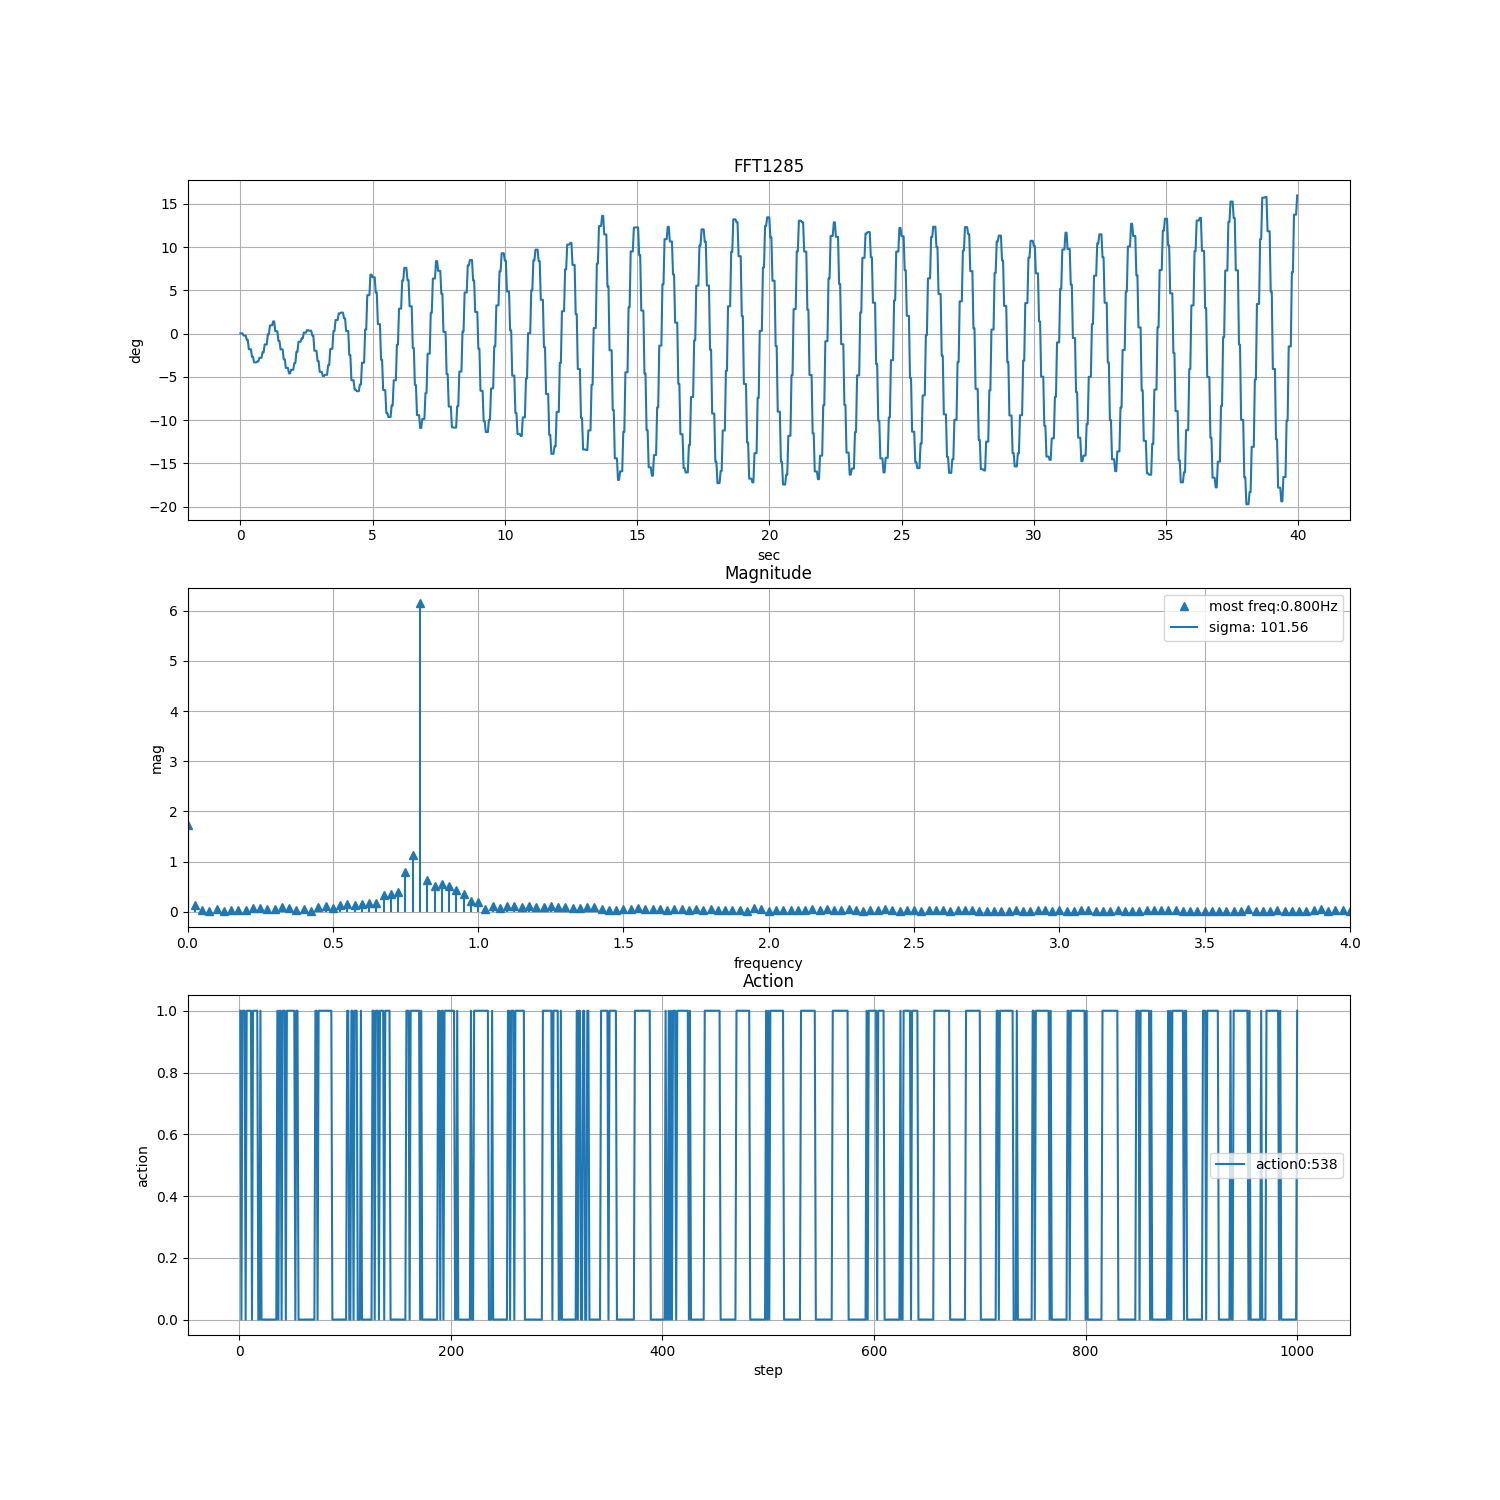 FFT1285
15
10
5
0
−5
−10
−15
−20
deg
0 5 10 15 20 25 30 35 40
sec
Magnitude
most freq:0.800Hz
sigma: 101.56
6
5
4
3
2
1
0
mag
0.0 0.5 1.0 1.5 2.0 2.5 3.0 3.5 4.0
frequency
Action
1.0
0.8
0.6
0.4
0.2
0.0
action
action0:538
0 200 400 600 800 1000
step